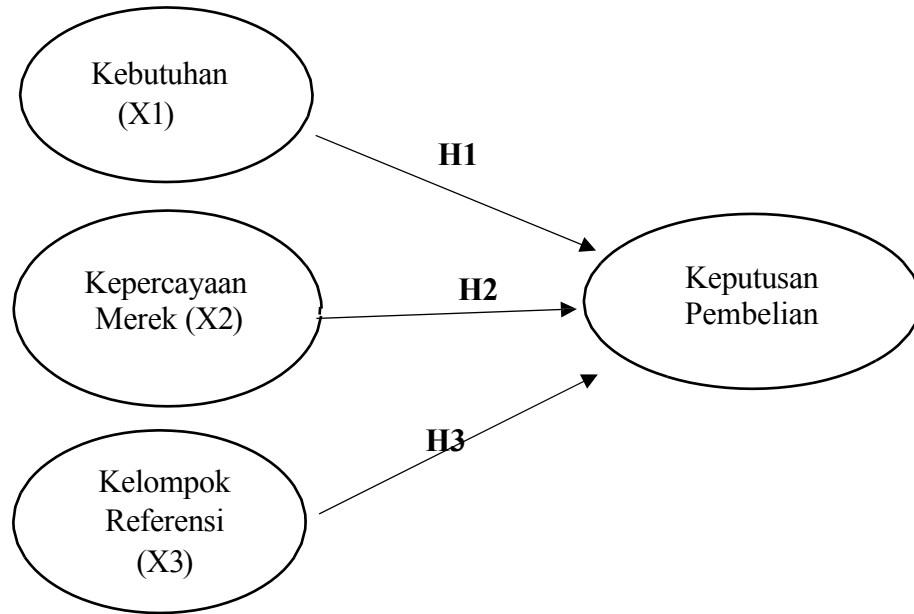 Kebutuhan
(X1)
H1
Kepercayaan
Merek (X2)
H2
Keputusan
Pembelian
H3
Kelompok
Referensi
(X3)